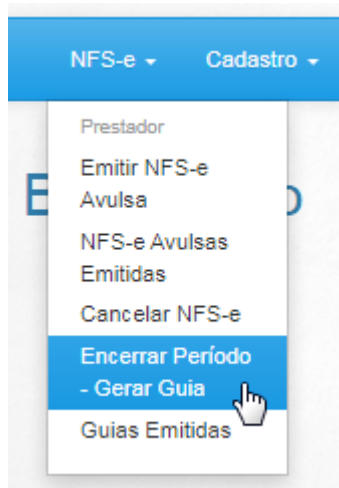 NFS-e Cadastro
Prestador
Emitir NFS-e
Avulsa
NFS-e Avulsas
Emitidas
Cancelar NFS-e
Encerrar Período
- Gerar Guia
Guias Emitidas